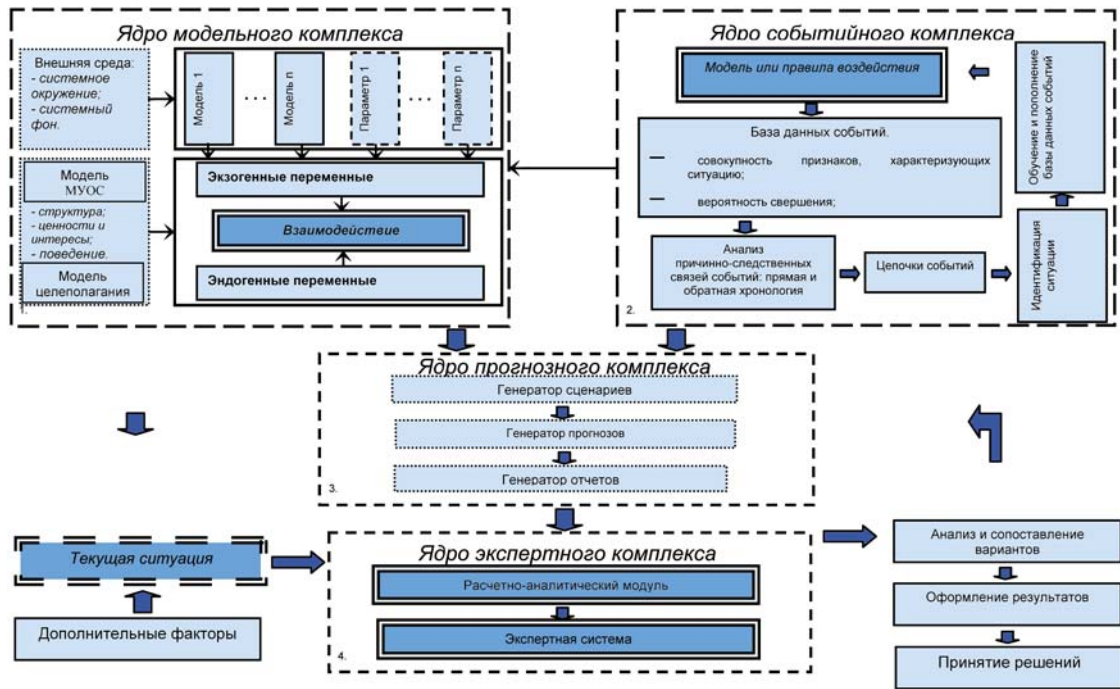 Ядро модельного комплекса
Внешняя среда:
- системное
окружение;
- системный
фон.
Модель 1
...
Модель n
Параметр 1
...
Параметр n
Модель
МУОС
- структура;
- ценности и
интересы;
- поведение.
Модель
целеполагания
1.
Экзогенные переменные
Взаимодействие
Эндогенные переменные
Ядро событийного комплекса
Модель или правила воздействия
База данных событий.
— совокупность признаков, характеризующих
ситуацию;
— вероятность свершения;
Анализ
причинно-следственных
связей событий: прямая и
обратная хронология
Цепочки событий
Идентификация
ситуации
Обучение и пополнение
базы данных событий
2.
Ядро прогнозного комплекса
Генератор сценариев
Генератор прогнозов
Генератор отчетов
3.
Текущая ситуация
Дополнительные факторы
Ядро экспертного комплекса
Расчетно-аналитический модуль
Экспертная система
4.
Анализ и сопоставление
вариантов
Оформление результатов
Принятие решений